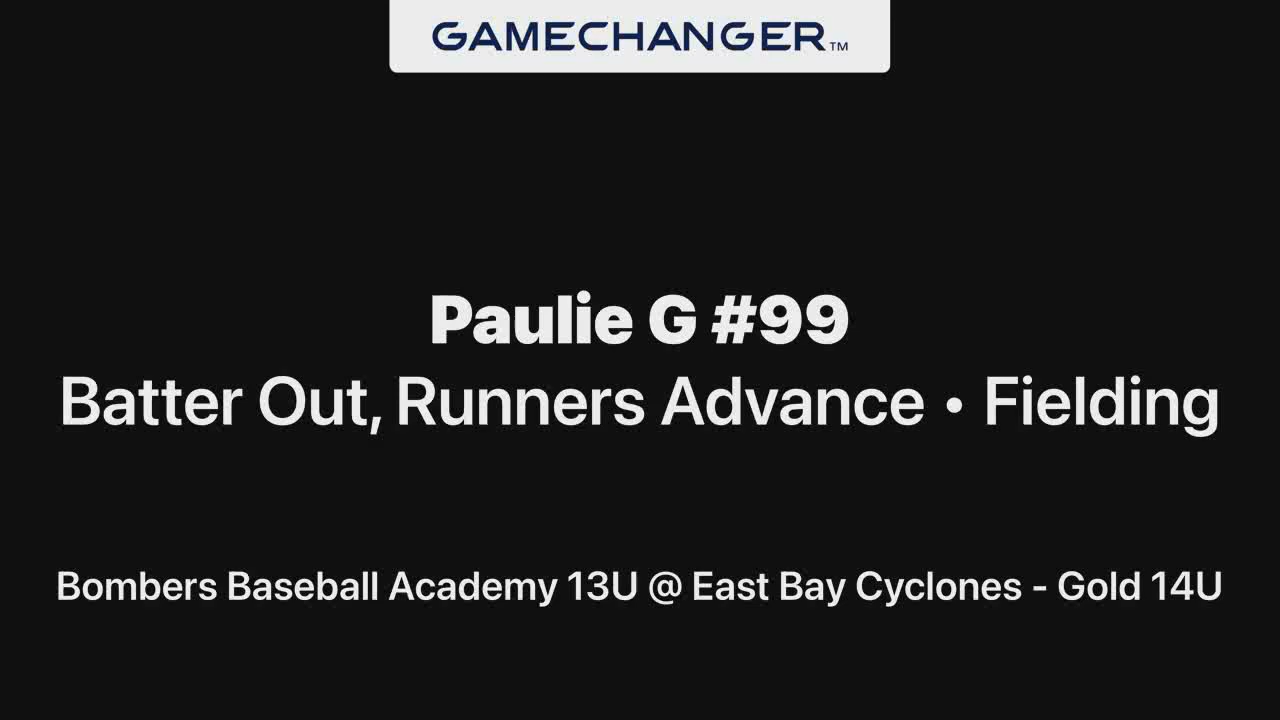 GAMECHANGER™
Paulie G #99
Batter Out, Runners Advance • Fielding
Bombers Baseball Academy 13U @ East Bay Cyclones - Gold 14U